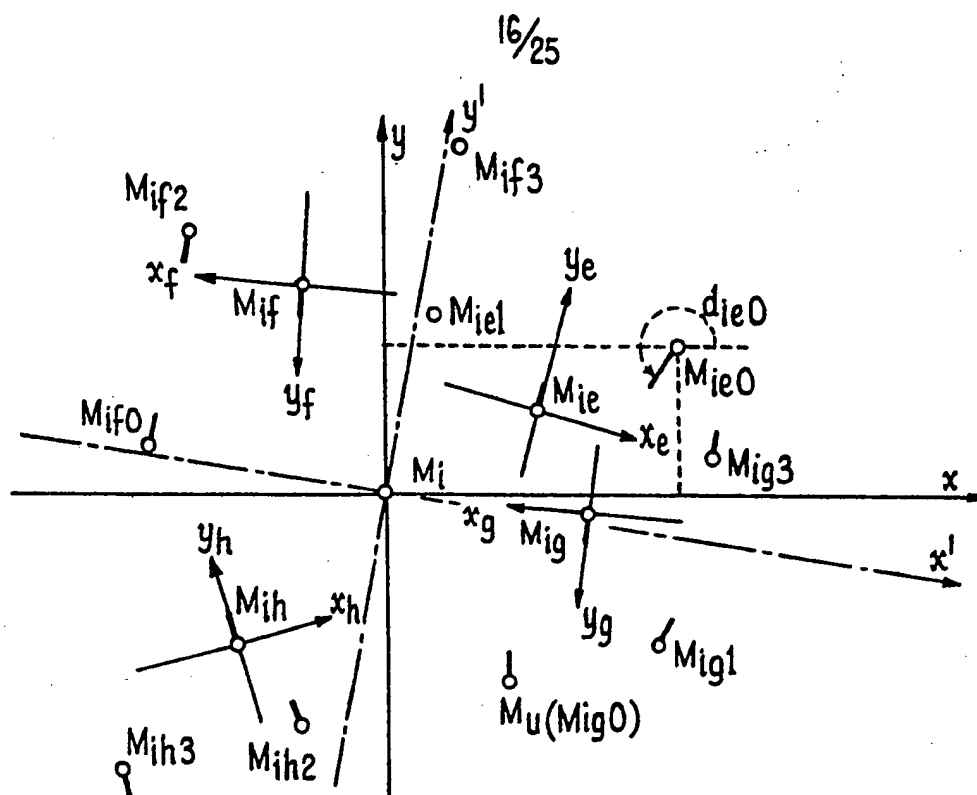 16/25
y
y'
Mif3
Mif2
xf
Mif
yf
Mie1
ye
die0
Mie0
Mie
xe
Mif0
Mi
Mig3
x
xg
Mig
x'
yh
Mih
xh
yg
Mig1
Mu(Mig0)
Mih2
Mih3